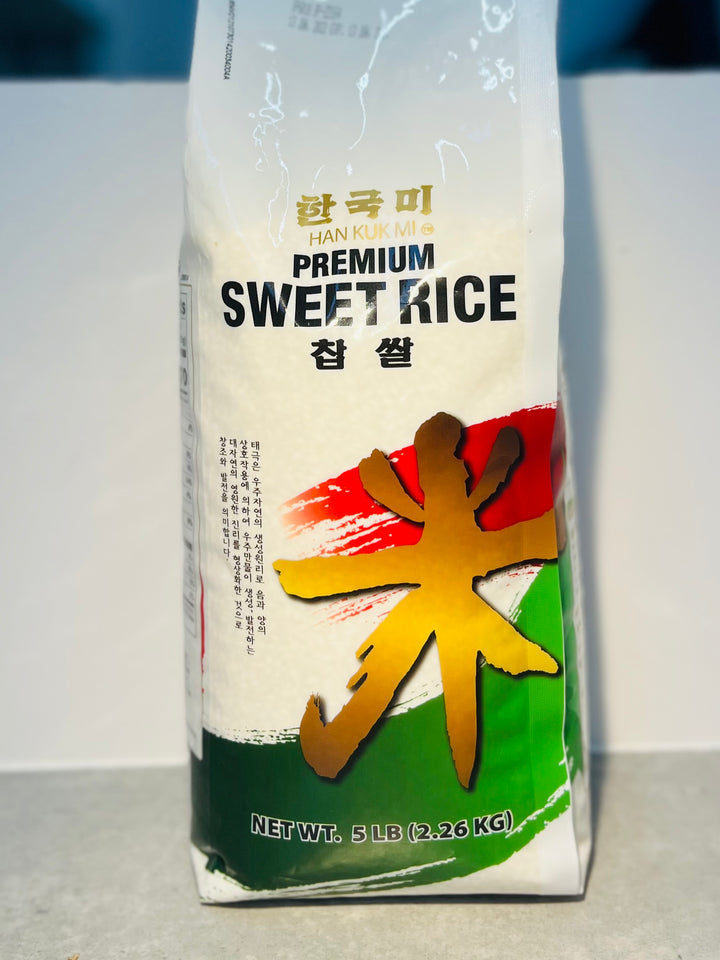 한국미
HAN KUK MI TM
PREMIUM
SWEET RICE
찹쌀
태극은 우주자연의 생성원리로 음과 양의
상호작용에 의하여 우주만물이 생성, 발전하는
대자연의 영원한 진리를 형상화한 것으로
창조와 발전을 의미합니다.
米
NET WT. 5 LB (2.26 KG)